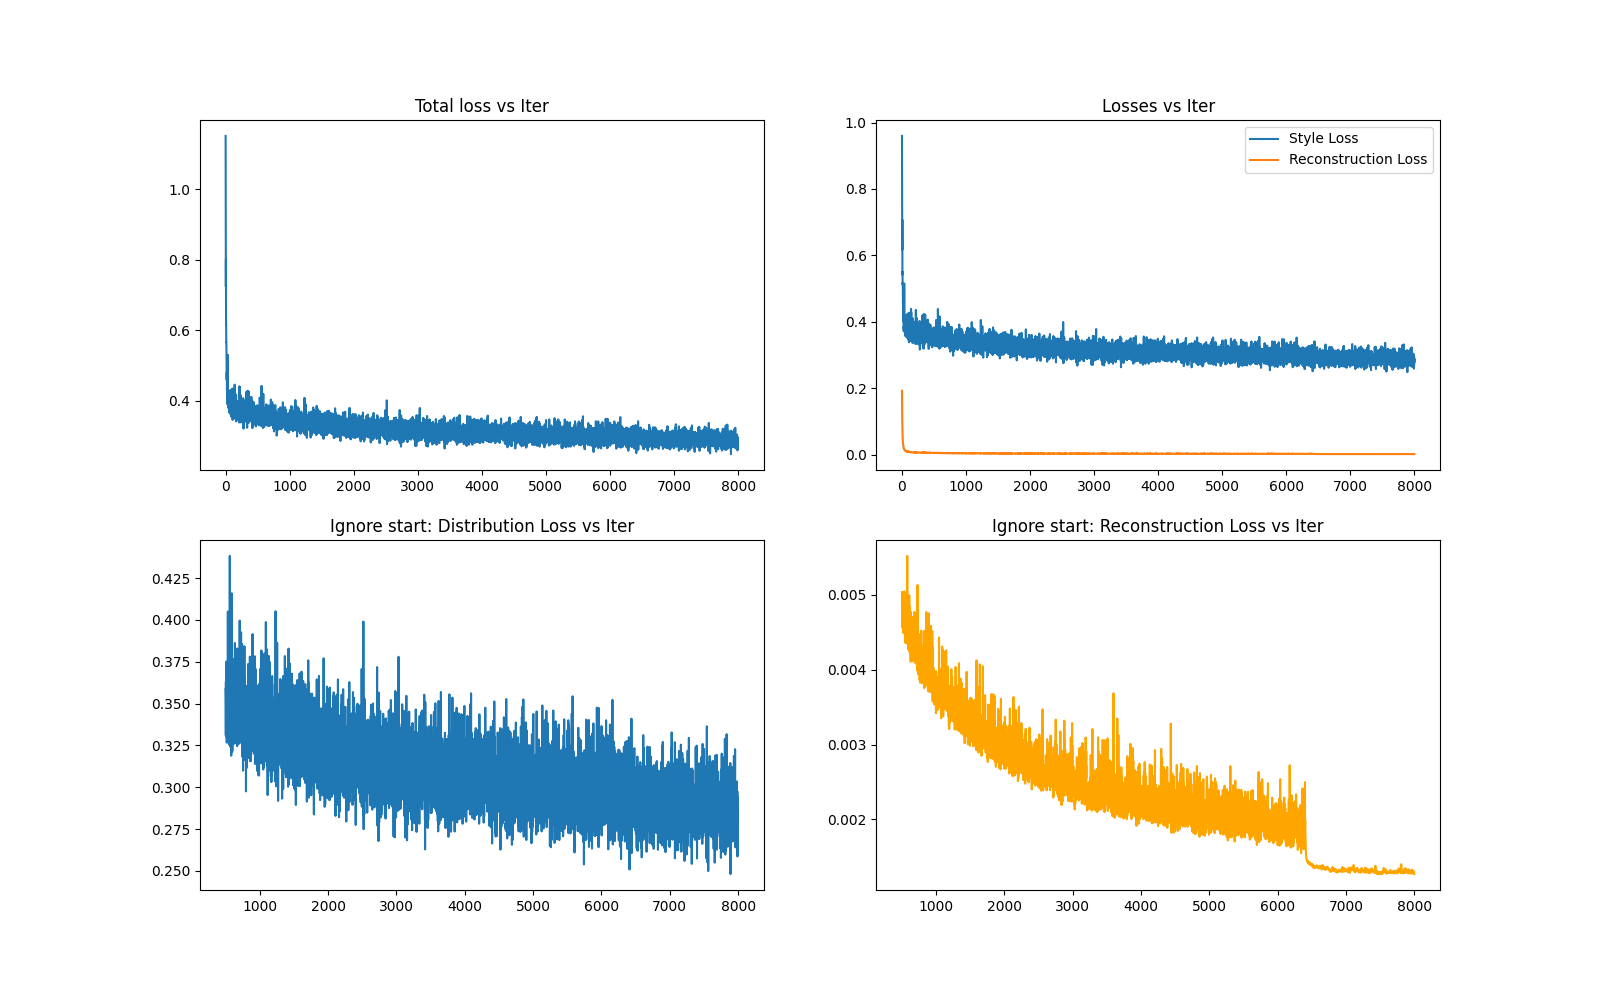 Total loss vs Iter
1.0
0.8
0.6
0.4
0 1000 2000 3000 4000 5000 6000 7000 8000
Losses vs Iter
Style Loss
Reconstruction Loss
1.0
0.8
0.6
0.4
0.2
0.0
0 1000 2000 3000 4000 5000 6000 7000 8000
Ignore start: Distribution Loss vs Iter
0.425
0.400
0.375
0.350
0.325
0.300
0.275
0.250
1000 2000 3000 4000 5000 6000 7000 8000
Ignore start: Reconstruction Loss vs Iter
0.005
0.004
0.003
0.002
1000 2000 3000 4000 5000 6000 7000 8000